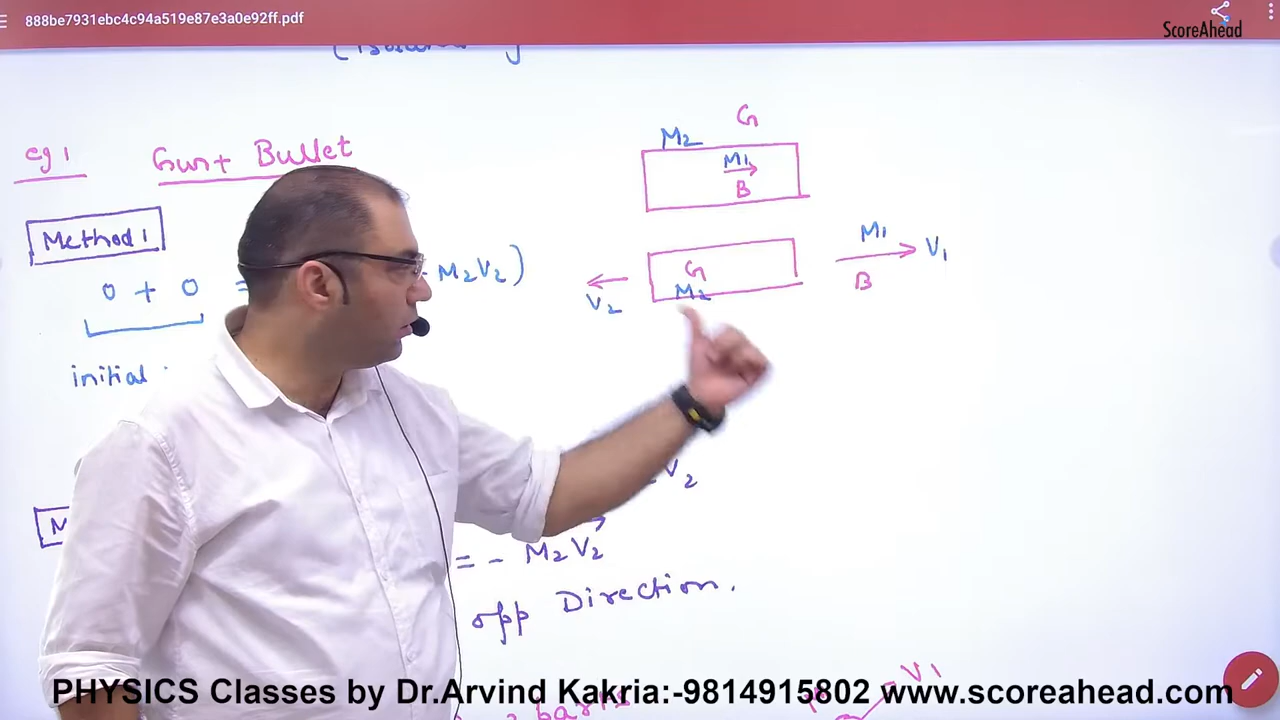 888be7931ebc4c94a519e87e3a0e92ff.pdf
ScoreAhead
eg 1 Gun + Bullet
Method 1
0 + 0 =
M2V2)
initial
G
M2
M1
B
G
M2
V2
M1
B
V1
V2
= - M2V2
opp Direction.
V1
PHYSICS Classes by Dr.Arvind Kakria:-9814915802 www.scoreahead.com